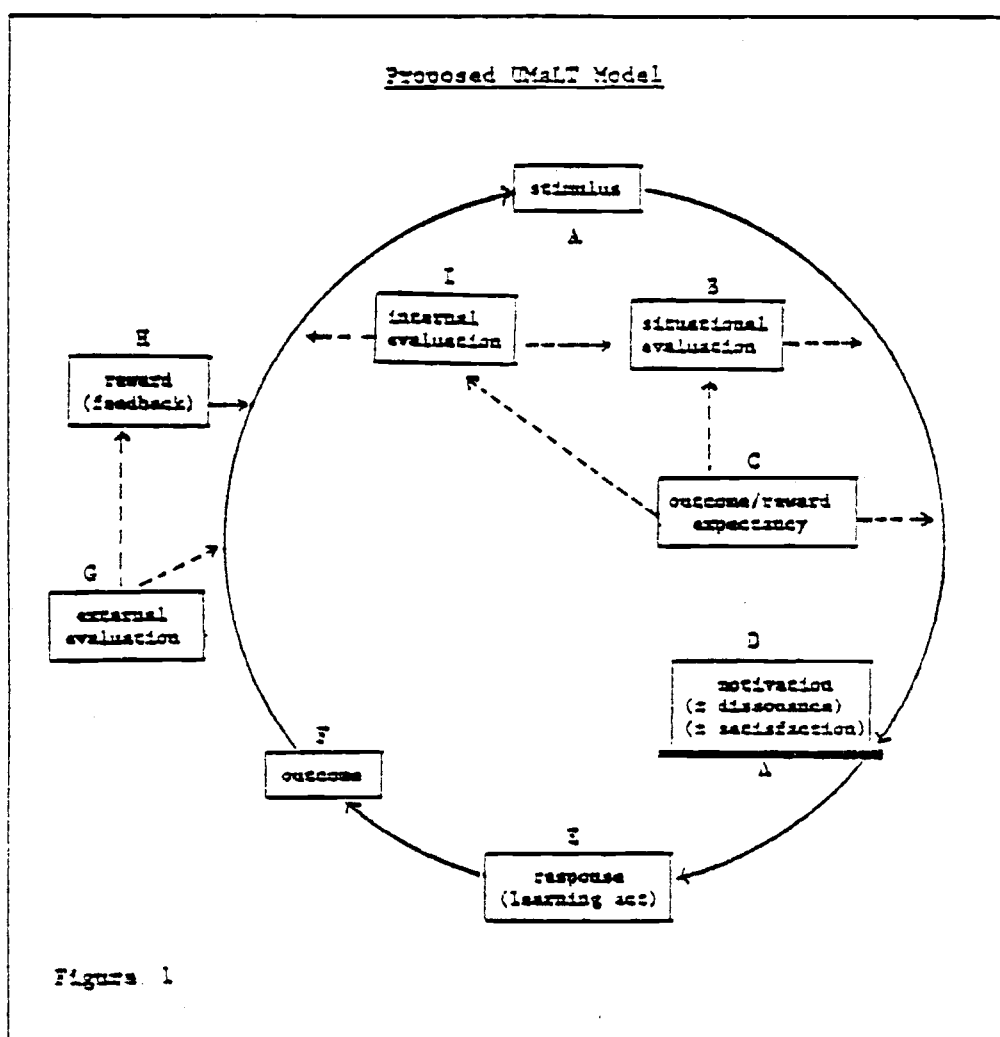 Proposed UMaLT Model
stimulus
A
I
internal
evaluation
B
situational
evaluation
H
reward
(feedback)
C
outcome/reward
expectancy
G
external
evaluation
D
motivation
(± dissonance)
(± satisfaction)
A
F
outcome
E
response
(learning act)
Figure 1